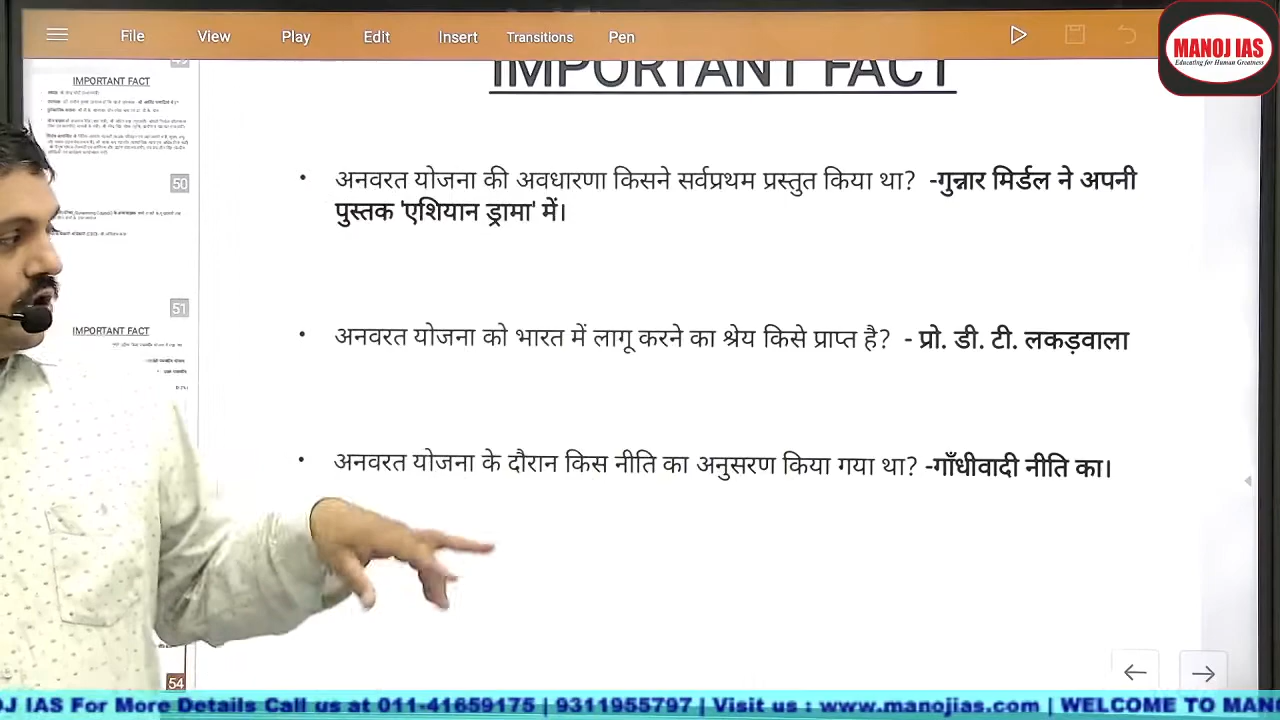 File View Play Edit Insert Transitions Pen
MANOJ IAS
Educating for Human Greatness
IMPORTANT FACT
IMPORTANT FACT
50
51
IMPORTANT FACT
54
• अनवरत योजना की अवधारणा किसने सर्वप्रथम प्रस्तुत किया था? -गुन्नार मिर्डल ने अपनी
पुस्तक 'एशियान ड्रामा' में।
• अनवरत योजना को भारत में लागू करने का श्रेय किसे प्राप्त है? - प्रो. डी. टी. लकड़वाला
• अनवरत योजना के दौरान किस नीति का अनुसरण किया गया था? -गाँधीवादी नीति का।
OJ IAS For More Details Call us at 011-41659175 | 9311955797 | Visit us : www.manojias.com | WELCOME TO MAN